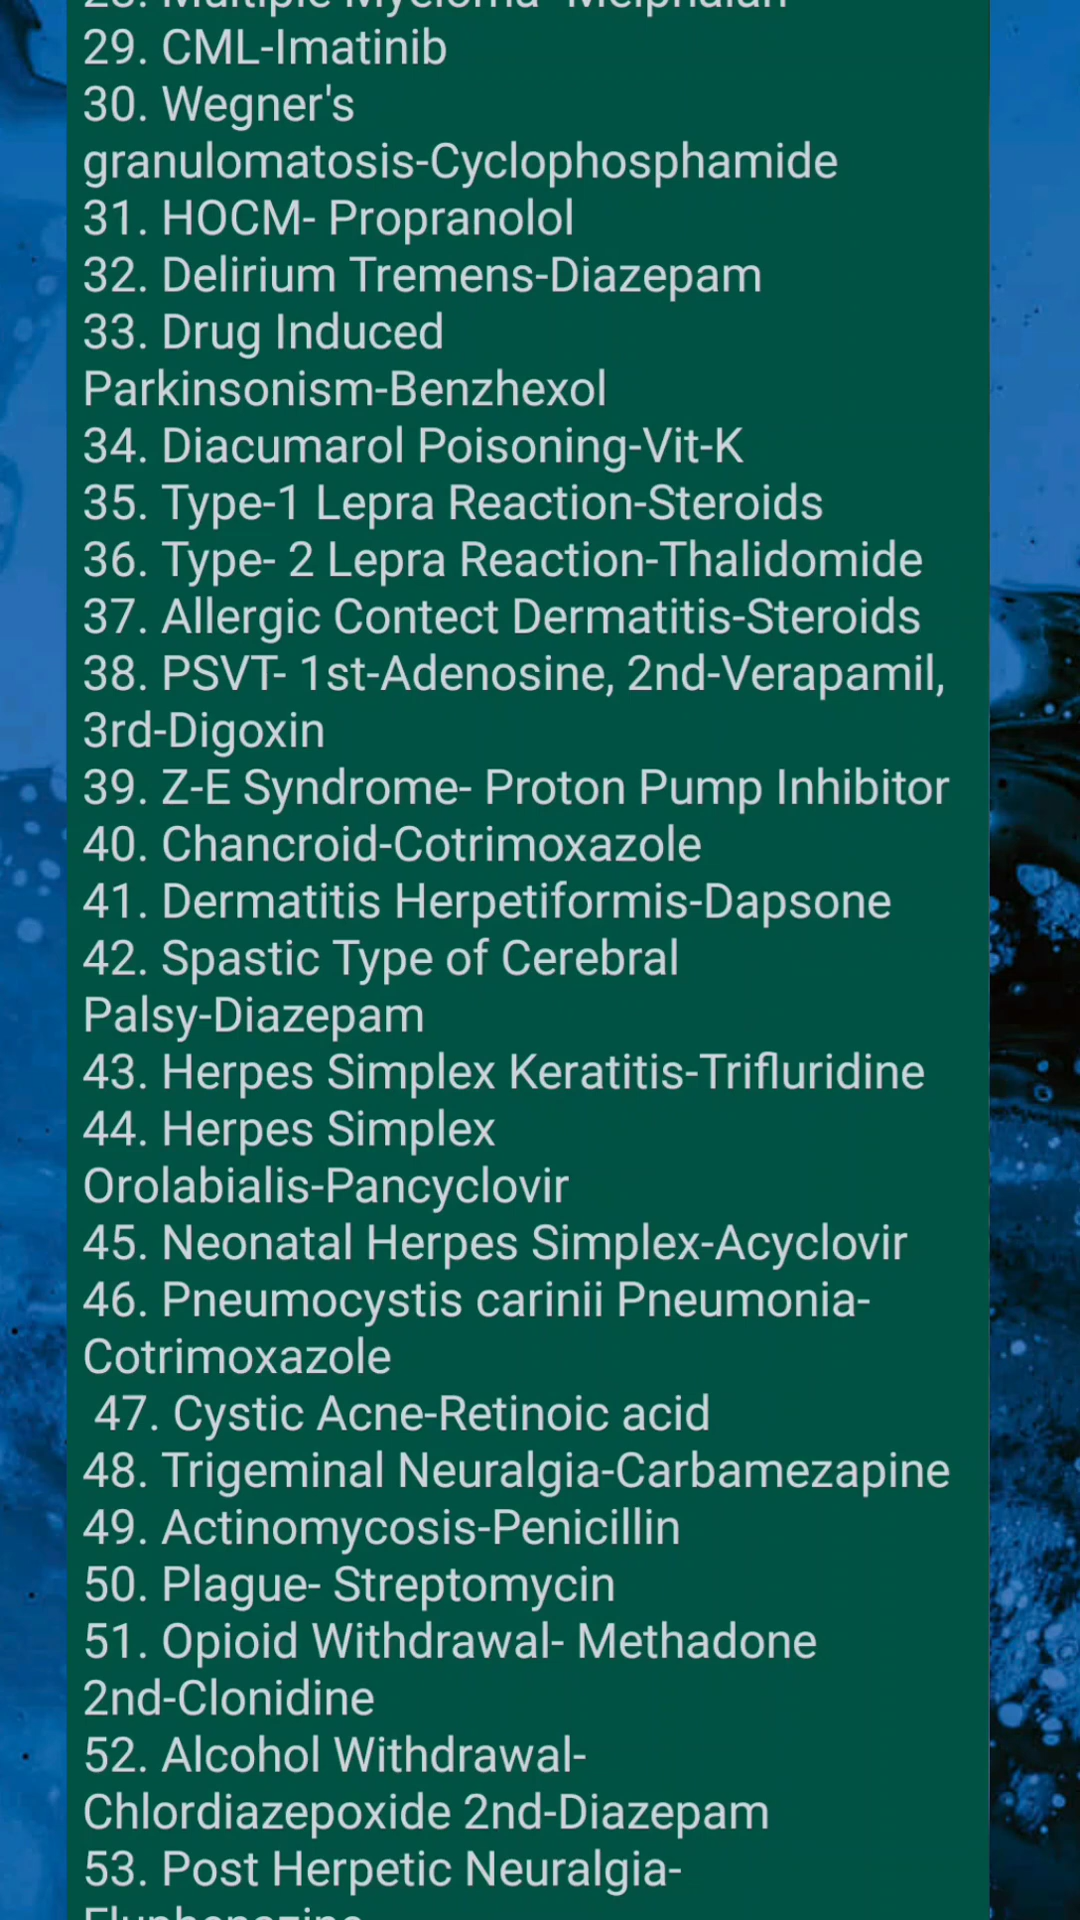 28. Multiple Myeloma- Melphalan
29. CML-Imatinib
30. Wegner's
granulomatosis-Cyclophosphamide
31. HOCM- Propranolol
32. Delirium Tremens-Diazepam
33. Drug Induced
Parkinsonism-Benzhexol
34. Diacumarol Poisoning-Vit-K
35. Type-1 Lepra Reaction-Steroids
36. Type- 2 Lepra Reaction-Thalidomide
37. Allergic Contect Dermatitis-Steroids
38. PSVT- 1st-Adenosine, 2nd-Verapamil,
3rd-Digoxin
39. Z-E Syndrome- Proton Pump Inhibitor
40. Chancroid-Cotrimoxazole
41. Dermatitis Herpetiformis-Dapsone
42. Spastic Type of Cerebral
Palsy-Diazepam
43. Herpes Simplex Keratitis-Trifluridine
44. Herpes Simplex
Orolabialis-Pancyclovir
45. Neonatal Herpes Simplex-Acyclovir
46. Pneumocystis carinii Pneumonia-
Cotrimoxazole
47. Cystic Acne-Retinoic acid
48. Trigeminal Neuralgia-Carbamezapine
49. Actinomycosis-Penicillin
50. Plague- Streptomycin
51. Opioid Withdrawal- Methadone
2nd-Clonidine
52. Alcohol Withdrawal-
Chlordiazepoxide 2nd-Diazepam
53. Post Herpetic Neuralgia-
Fluphenazine